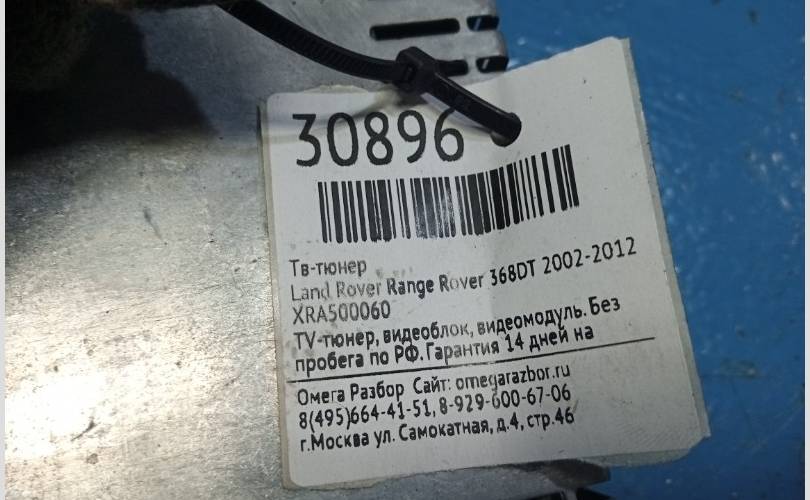 30896
Тв-тюнер
Land Rover Range Rover 368DT 2002-2012
XRA500060
TV-тюнер, видеоблок, видеомодуль. Без
пробега по РФ. Гарантия 14 дней на
Омега Разбор Сайт: omegarazbor.ru
8(495)664-41-51, 8-929-600-67-06
г.Москва ул. Самокатная, д.4, стр.46